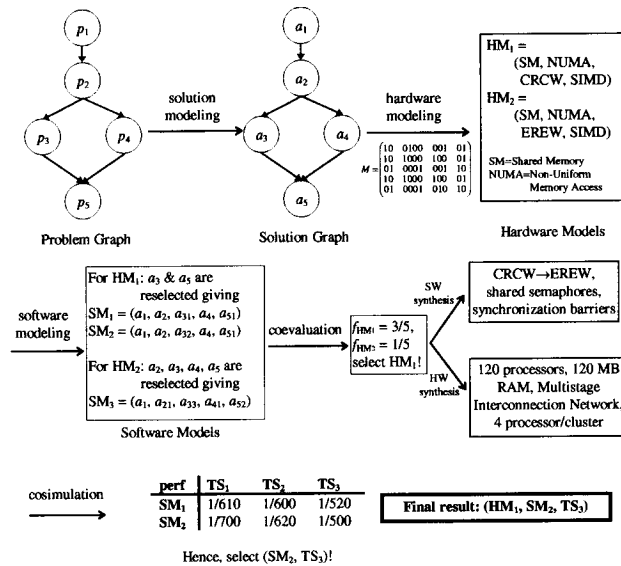 p1
p2
p3
p4
p5
Problem Graph
solution
modeling
a1
a2
a3
a4
a5
Solution Graph
hardware
modeling
M =
10 0100 001 01
10 1000 100 01
01 0001 001 10
10 1000 100 01
01 0001 010 10
HM1 =
(SM, NUMA,
CRCW, SIMD)
HM2 =
(SM, NUMA,
EREW, SIMD)
SM=Shared Memory
NUMA=Non-Uniform
Memory Access
Hardware Models
software
modeling
For HM1: a3 & a5 are
reselected giving
SM1 = (a1, a2, a31, a4, a51)
SM2 = (a1, a2, a32, a4, a51)
For HM2: a2, a3, a4, a5 are
reselected giving
SM3 = (a1, a21, a33, a41, a52)
Software Models
coevaluation
fHM1 = 3/5,
fHM2 = 1/5
select HM1!
SW
synthesis
CRCW→EREW,
shared semaphores,
synchronization barriers
HW
synthesis
120 processors, 120 MB
RAM, Multistage
Interconnection Network,
4 processor/cluster
cosimulation
perf TS1 TS2 TS3
SM1 1/610 1/600 1/520
SM2 1/700 1/620 1/500
Final result: (HM1, SM2, TS3)
Hence, select (SM2, TS3)!